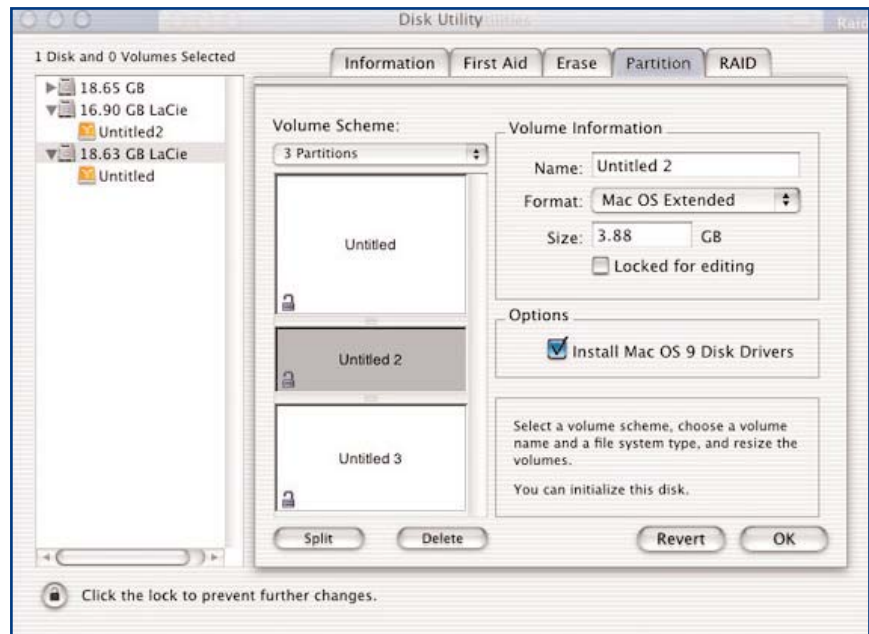 Disk Utility
1 Disk and 0 Volumes Selected
Information
First Aid
Erase
Partition
RAID
18.65 GB
16.90 GB LaCie
Untitled2
18.63 GB LaCie
Untitled
Volume Scheme:
3 Partitions
Untitled
Untitled 2
Untitled 3
Split
Delete
Volume Information
Name: Untitled 2
Format: Mac OS Extended
Size: 3.88 GB
Locked for editing
Options
Install Mac OS 9 Disk Drivers
Select a volume scheme, choose a volume
name and a file system type, and resize the
volumes.
You can initialize this disk.
Revert
OK
Click the lock to prevent further changes.